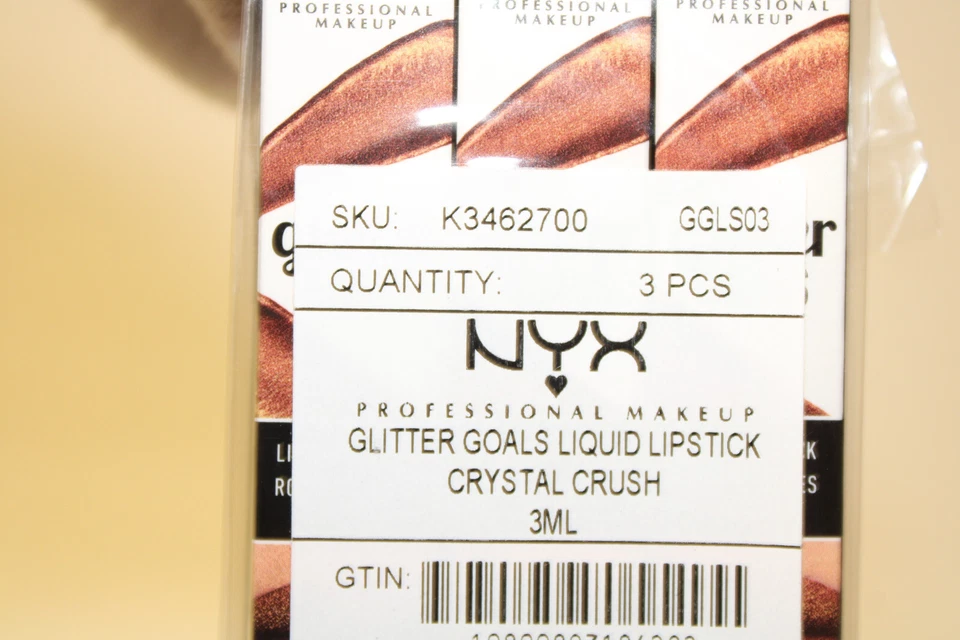 PROFESSIONAL MAKEUP
PROFESSIONAL MAKEUP
PROFESSIONAL MAKEUP
SKU: K3462700 GGLS03
QUANTITY: 3 PCS
NYX
PROFESSIONAL MAKEUP
GLITTER GOALS LIQUID LIPSTICK
CRYSTAL CRUSH
3ML
GTIN: